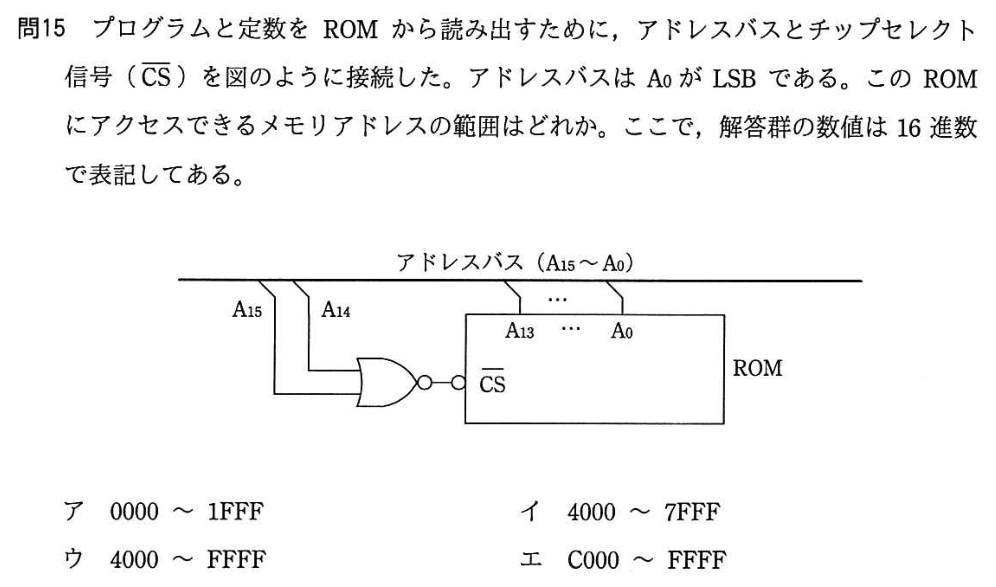 問15 プログラムと定数を ROM から読み出すために，アドレスバスとチップセレクト
信号（C̅S̅）を図のように接続した。アドレスバスは A₀ が LSB である。この ROM
にアクセスできるメモリアドレスの範囲はどれか。ここで，解答群の数値は 16 進数
で表記してある。
アドレスバス（A₁₅～A₀）
A₁₅ A₁₄
…
A₁₃ … A₀
ROM
C̅S̅
ア 0000 ～ 1FFF イ 4000 ～ 7FFF
ウ 4000 ～ FFFF エ C000 ～ FFFF